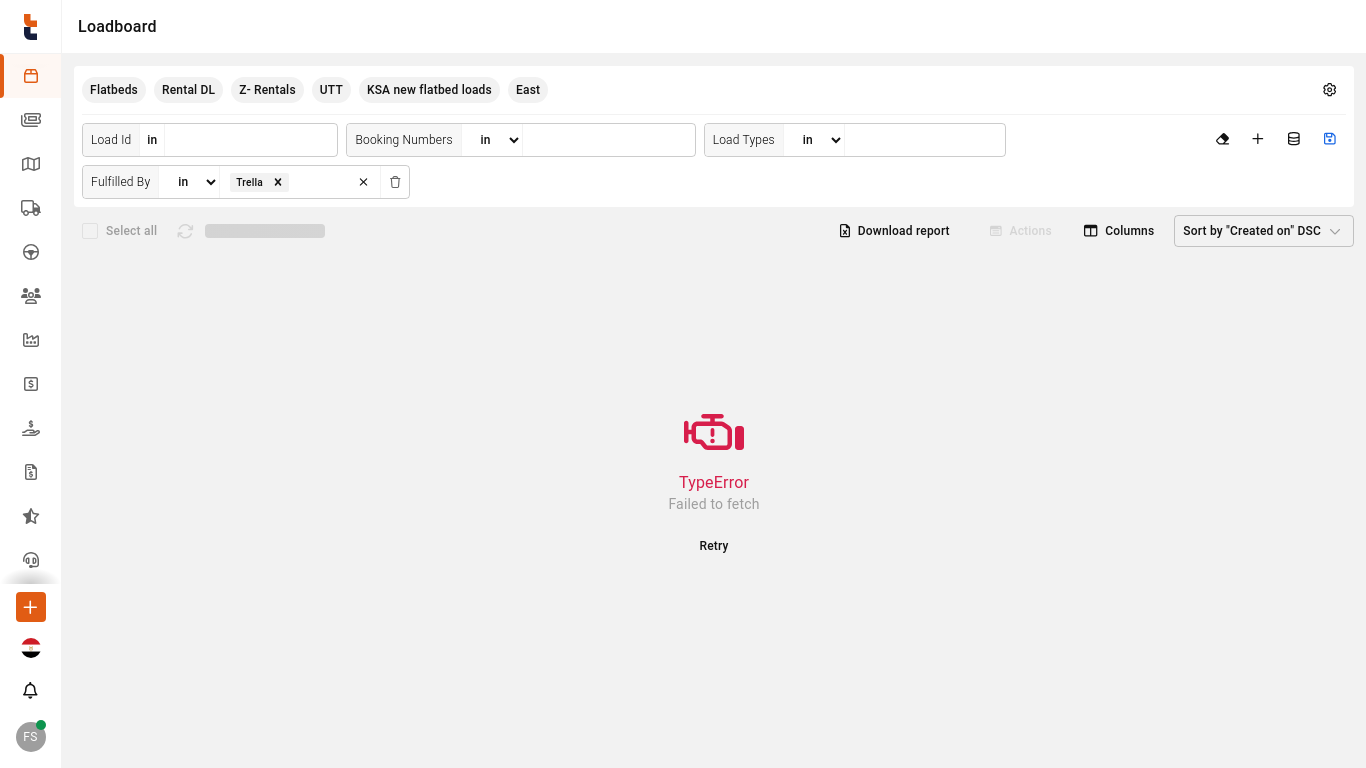 Loadboard
Flatbeds Rental DL Z- Rentals UTT KSA new flatbed loads East
Load Id in Booking Numbers in Load Types in
Fulfilled By in Trella
Select all Download report Actions Columns Sort by "Created on" DSC
TypeError
Failed to fetch
Retry
FS